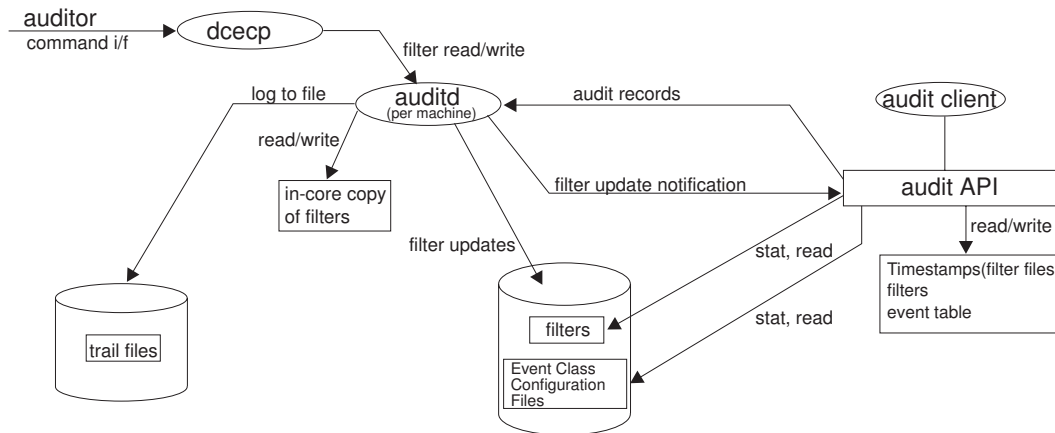 auditor
command i/f
dcecp
filter read/write
log to file
auditd
(per machine)
audit records
audit client
read/write
in-core copy
of filters
filter update notification
audit API
filter updates
stat, read
read/write
Timestamps(filter files
filters
event table
stat, read
trail files
filters
Event Class
Configuration
Files